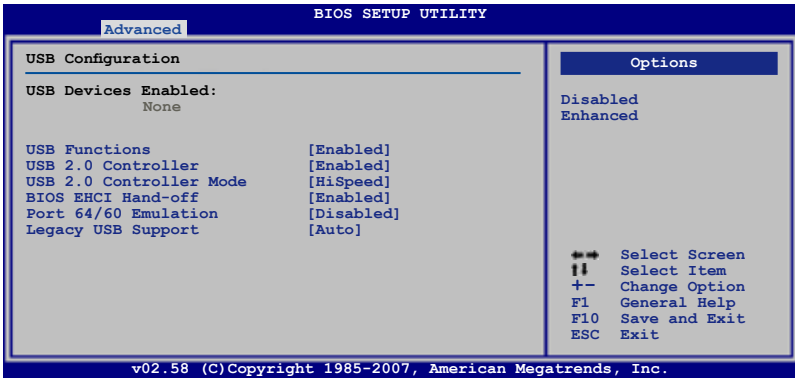 BIOS SETUP UTILITY
Advanced
USB Configuration
USB Devices Enabled:
None
USB Functions [Enabled]
USB 2.0 Controller [Enabled]
USB 2.0 Controller Mode [HiSpeed]
BIOS EHCI Hand-off [Enabled]
Port 64/60 Emulation [Disabled]
Legacy USB Support [Auto]
Options
Disabled
Enhanced
←→ Select Screen
↑↓ Select Item
+- Change Option
F1 General Help
F10 Save and Exit
ESC Exit
v02.58 (C)Copyright 1985-2007, American Megatrends, Inc.